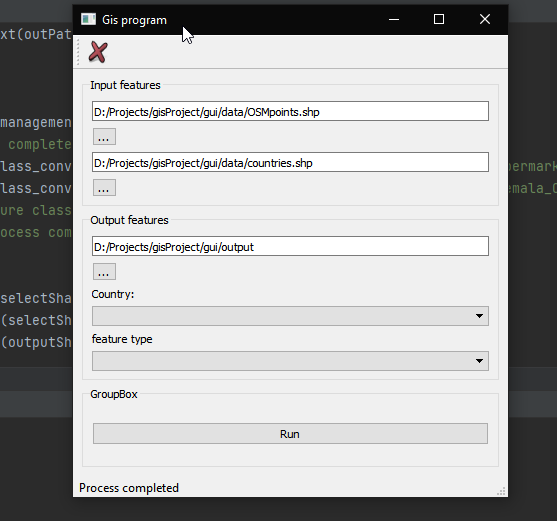 Gis program
xt(outPat
Input features
D:/Projects/gisProject/gui/data/OSMpoints.shp
management
...
complete
D:/Projects/gisProject/gui/data/countries.shp
lass_conv
permark
...
lass_conv
emala_O
ure class
Output features
ocess com
D:/Projects/gisProject/gui/output
...
selectSha
Country:
(selectSh
(outputSh
feature type
GroupBox
Run
Process completed